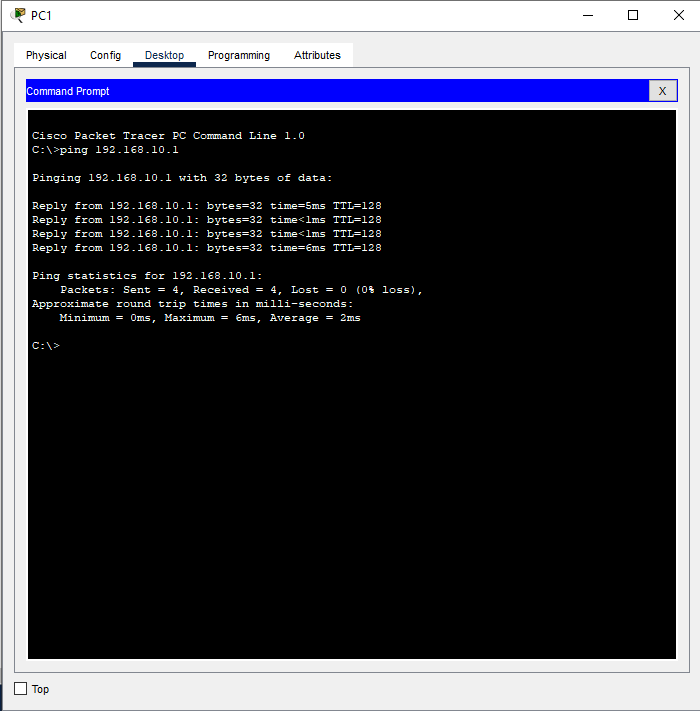 PC1
Physical Config Desktop Programming Attributes
Command Prompt X
Cisco Packet Tracer PC Command Line 1.0
C:\>ping 192.168.10.1
Pinging 192.168.10.1 with 32 bytes of data:
Reply from 192.168.10.1: bytes=32 time=5ms TTL=128
Reply from 192.168.10.1: bytes=32 time<1ms TTL=128
Reply from 192.168.10.1: bytes=32 time<1ms TTL=128
Reply from 192.168.10.1: bytes=32 time=6ms TTL=128
Ping statistics for 192.168.10.1:
    Packets: Sent = 4, Received = 4, Lost = 0 (0% loss),
Approximate round trip times in milli-seconds:
    Minimum = 0ms, Maximum = 6ms, Average = 2ms
C:\>
Top